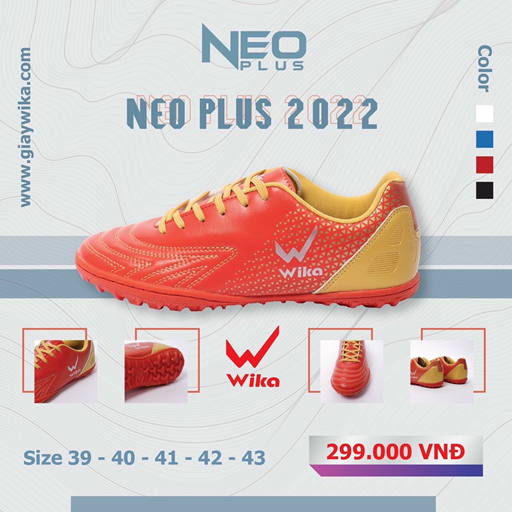 NEO
PLUS
NEO PLUS 2022
www.giaywika.com
Color
Wika
Wika
Size 39 - 40 - 41 - 42 - 43
299.000 VNĐ